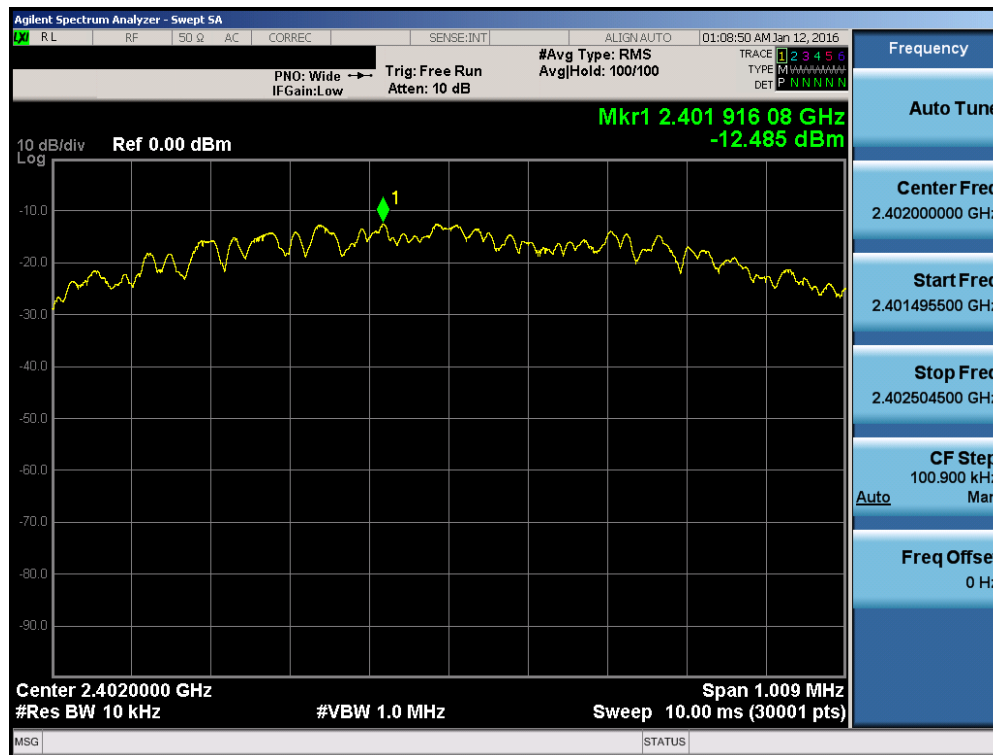 Agilent Spectrum Analyzer - Swept SA
LXI RL RF 50 Ω AC CORREC SENSE:INT ALIGN AUTO 01:08:50 AM Jan 12, 2016
PNO: Wide
IFGain:Low
Trig: Free Run
Atten: 10 dB
#Avg Type: RMS
Avg|Hold: 100/100
TRACE 1 2 3 4 5 6
TYPE M
DET P N N N N N
Mkr1 2.401 916 08 GHz
-12.485 dBm
10 dB/div Ref 0.00 dBm
Log
1
-10.0
-20.0
-30.0
-40.0
-50.0
-60.0
-70.0
-80.0
-90.0
Center 2.4020000 GHz Span 1.009 MHz
#Res BW 10 kHz #VBW 1.0 MHz Sweep 10.00 ms (30001 pts)
MSG STATUS
Frequency
Auto Tune
Center Freq
2.402000000 GHz
Start Freq
2.401495500 GHz
Stop Freq
2.402504500 GHz
CF Step
100.900 kHz
Auto Man
Freq Offset
0 Hz